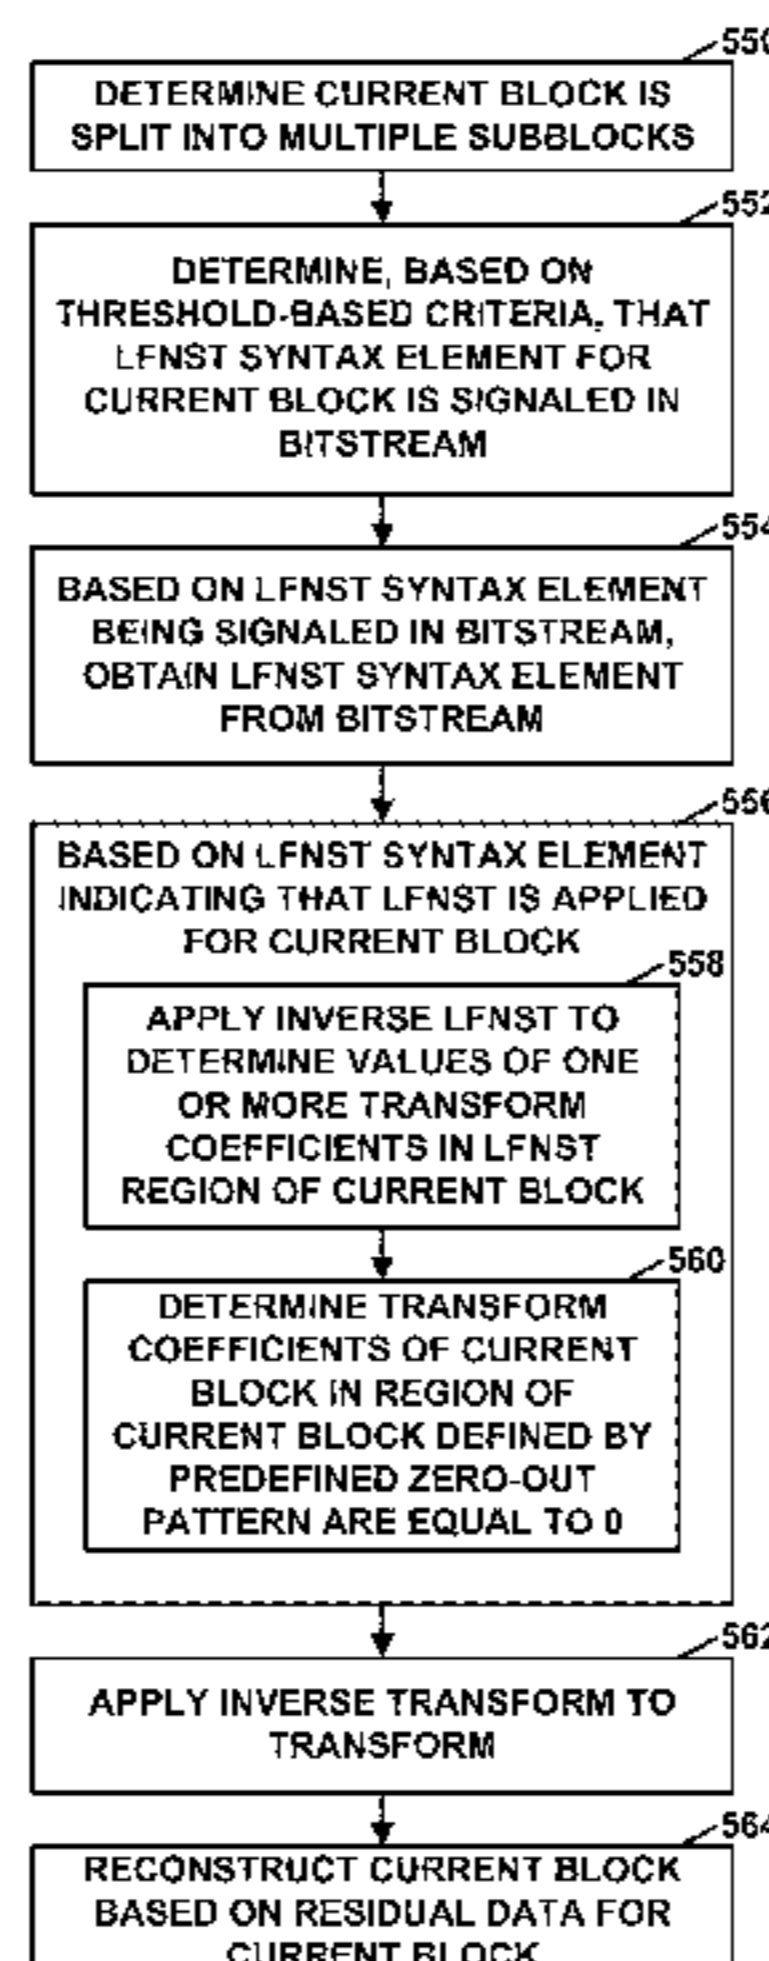 550
DETERMINE CURRENT BLOCK IS
SPLIT INTO MULTIPLE SUBBLOCKS
552
DETERMINE, BASED ON
THRESHOLD-BASED CRITERIA, THAT
LFNST SYNTAX ELEMENT FOR
CURRENT BLOCK IS SIGNALED IN
BITSTREAM
554
BASED ON LFNST SYNTAX ELEMENT
BEING SIGNALED IN BITSTREAM,
OBTAIN LFNST SYNTAX ELEMENT
FROM BITSTREAM
556
BASED ON LFNST SYNTAX ELEMENT
INDICATING THAT LFNST IS APPLIED
FOR CURRENT BLOCK
558
APPLY INVERSE LFNST TO
DETERMINE VALUES OF ONE
OR MORE TRANSFORM
COEFFICIENTS IN LFNST
REGION OF CURRENT BLOCK
560
DETERMINE TRANSFORM
COEFFICIENTS OF CURRENT
BLOCK IN REGION OF
CURRENT BLOCK DEFINED BY
PREDEFINED ZERO-OUT
PATTERN ARE EQUAL TO 0
562
APPLY INVERSE TRANSFORM TO
TRANSFORM
564
RECONSTRUCT CURRENT BLOCK
BASED ON RESIDUAL DATA FOR
CURRENT BLOCK